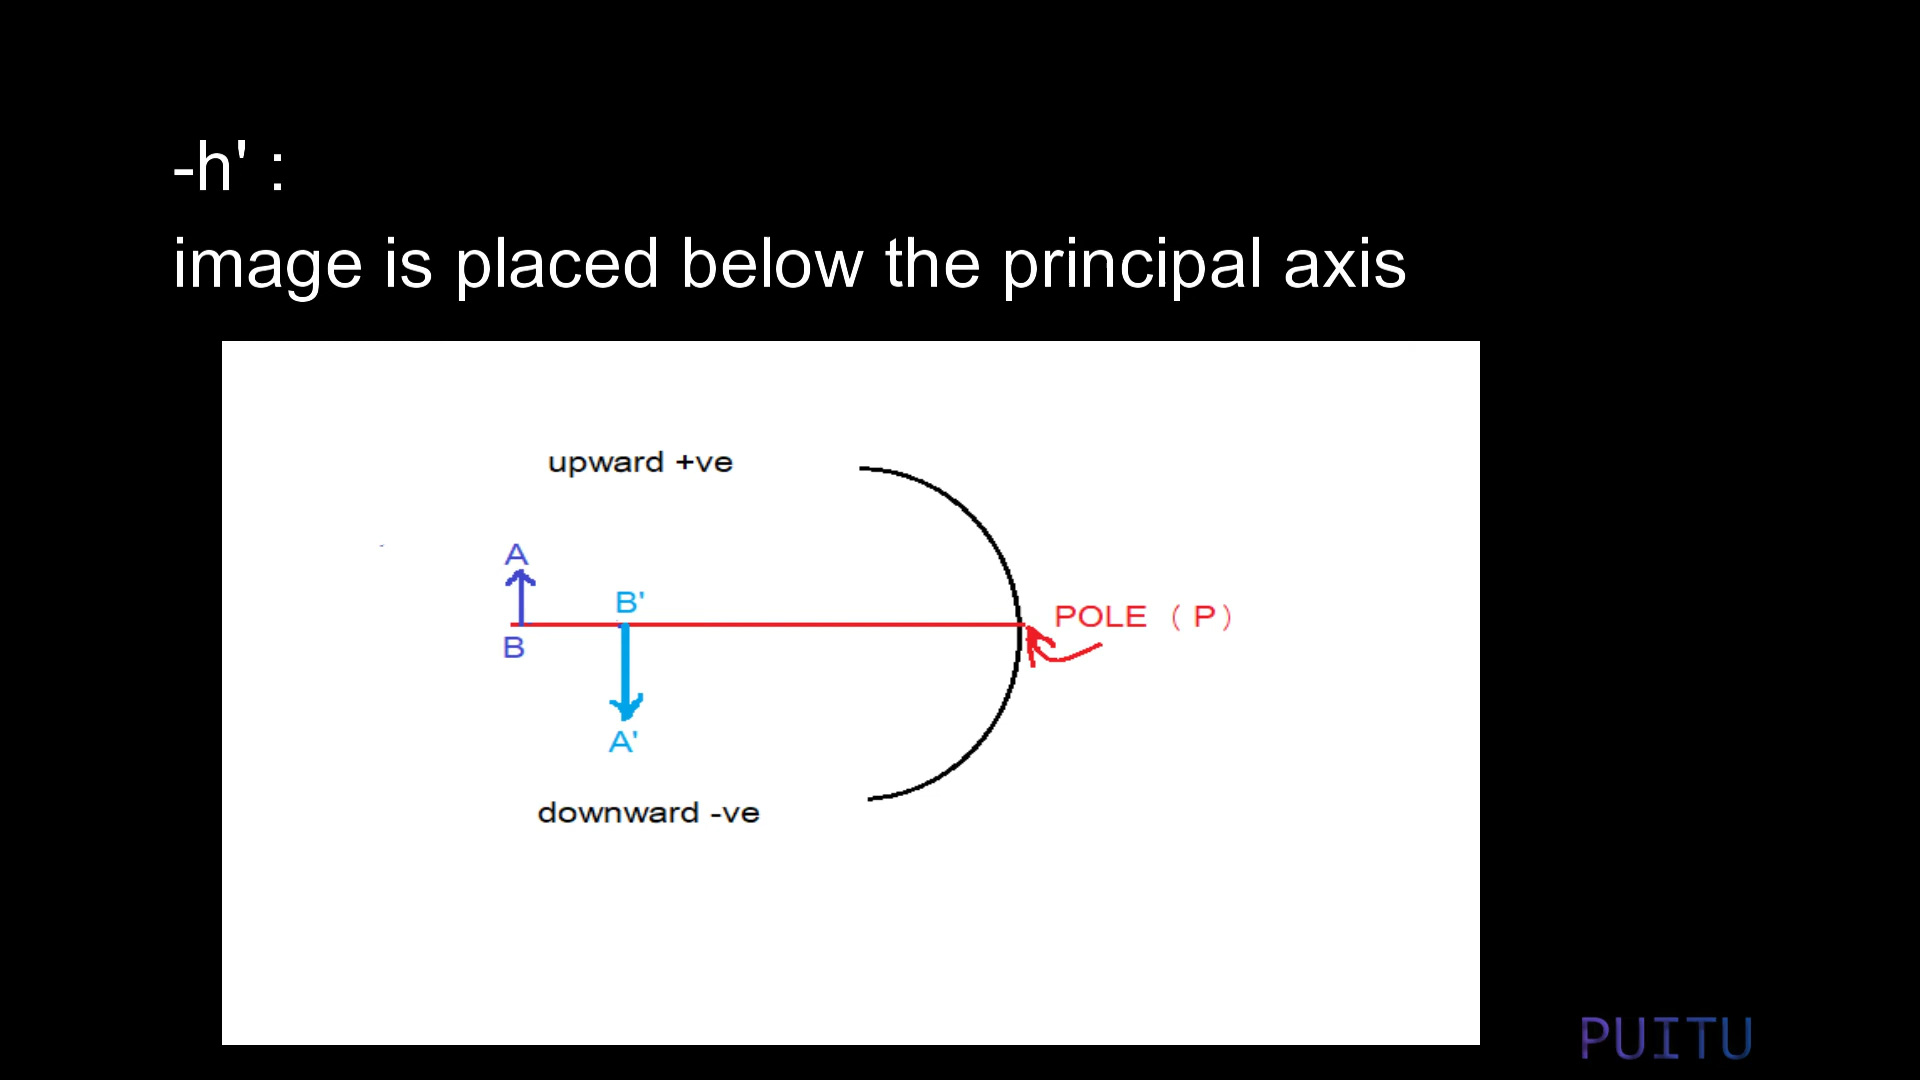 -h' :
image is placed below the principal axis
upward +ve
A
B'
POLE ( P )
B
A'
downward -ve
PUITU